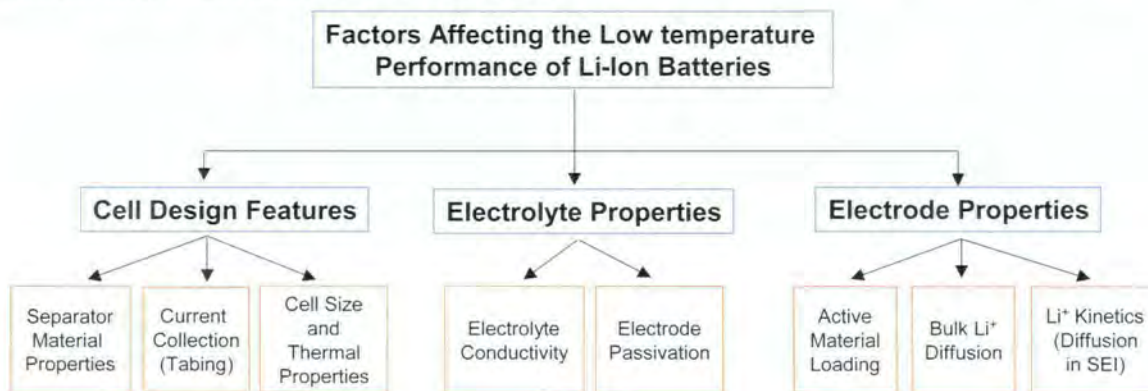 Factors Affecting the Low temperature
Performance of Li-Ion Batteries
Cell Design Features
Electrolyte Properties
Electrode Properties
Separator
Material
Properties
Current
Collection
(Tabing)
Cell Size
and
Thermal
Properties
Electrolyte
Conductivity
Electrode
Passivation
Active
Material
Loading
Bulk Li⁺
Diffusion
Li⁺ Kinetics
(Diffusion
in SEI)